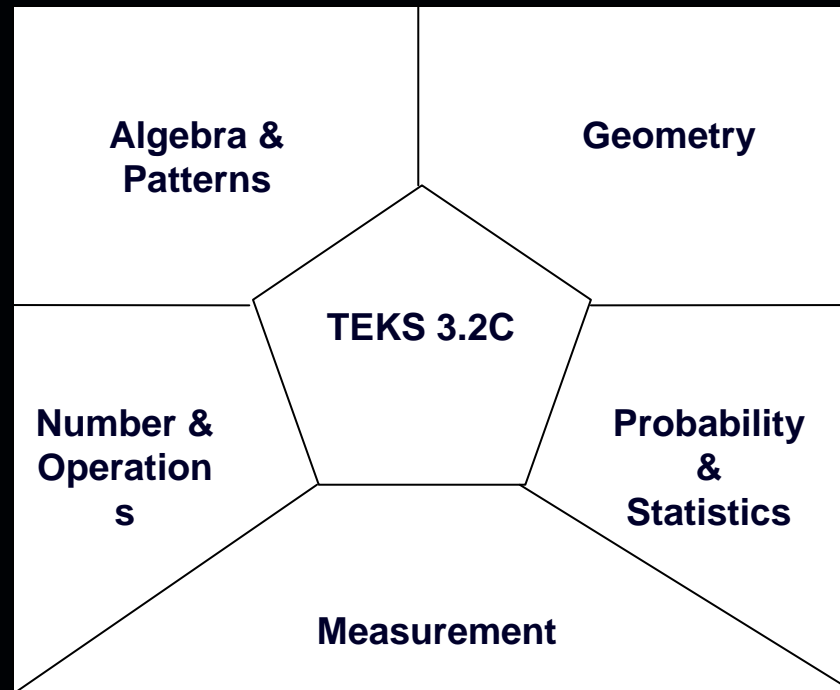 Algebra &
Patterns
Geometry
TEKS 3.2C
Number &
Operation
s
Probability
&
Statistics
Measurement